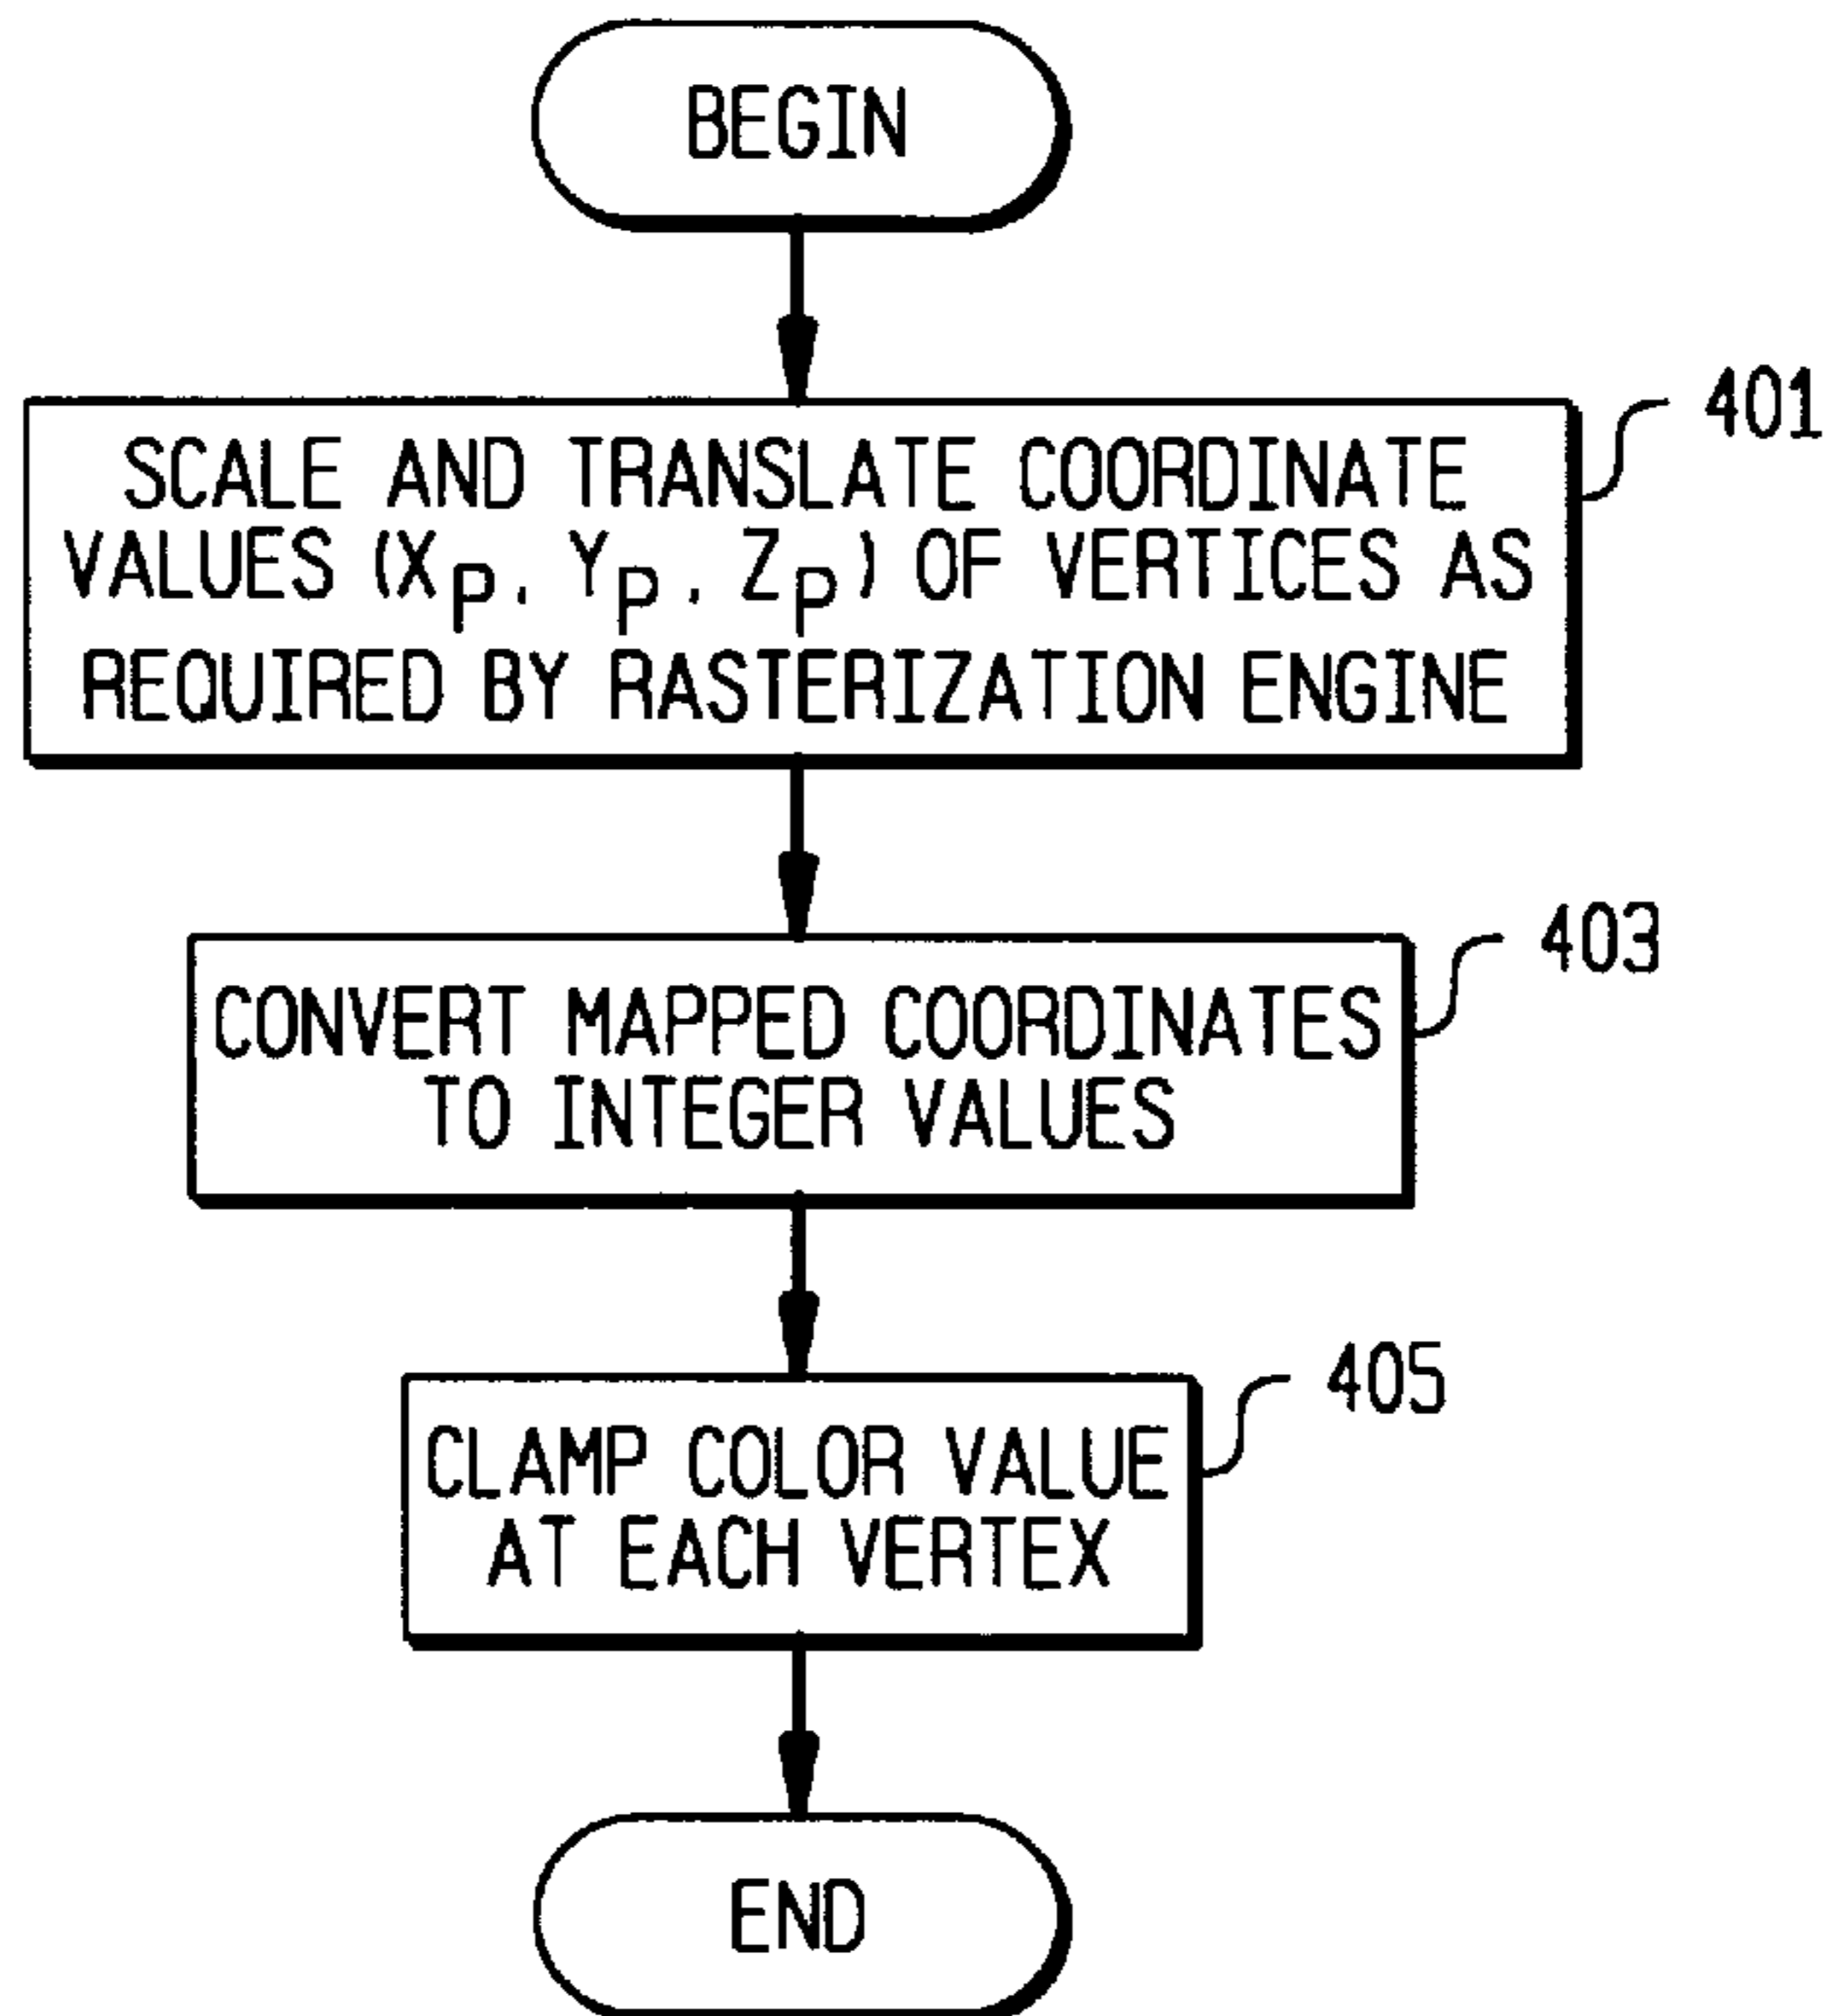 BEGIN
401
SCALE AND TRANSLATE COORDINATE
VALUES (XP, YP, ZP) OF VERTICES AS
REQUIRED BY RASTERIZATION ENGINE
403
CONVERT MAPPED COORDINATES
TO INTEGER VALUES
405
CLAMP COLOR VALUE
AT EACH VERTEX
END